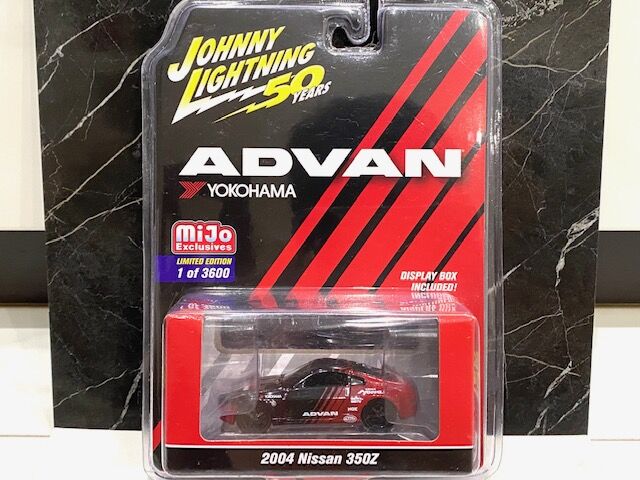 JOHNNY
LIGHTNING
50
YEARS
ADVAN
YOKOHAMA
MiJo
Exclusives
LIMITED EDITION
1 of 3600
DISPLAY BOX
INCLUDED!
ADVAN
2004 Nissan 350Z